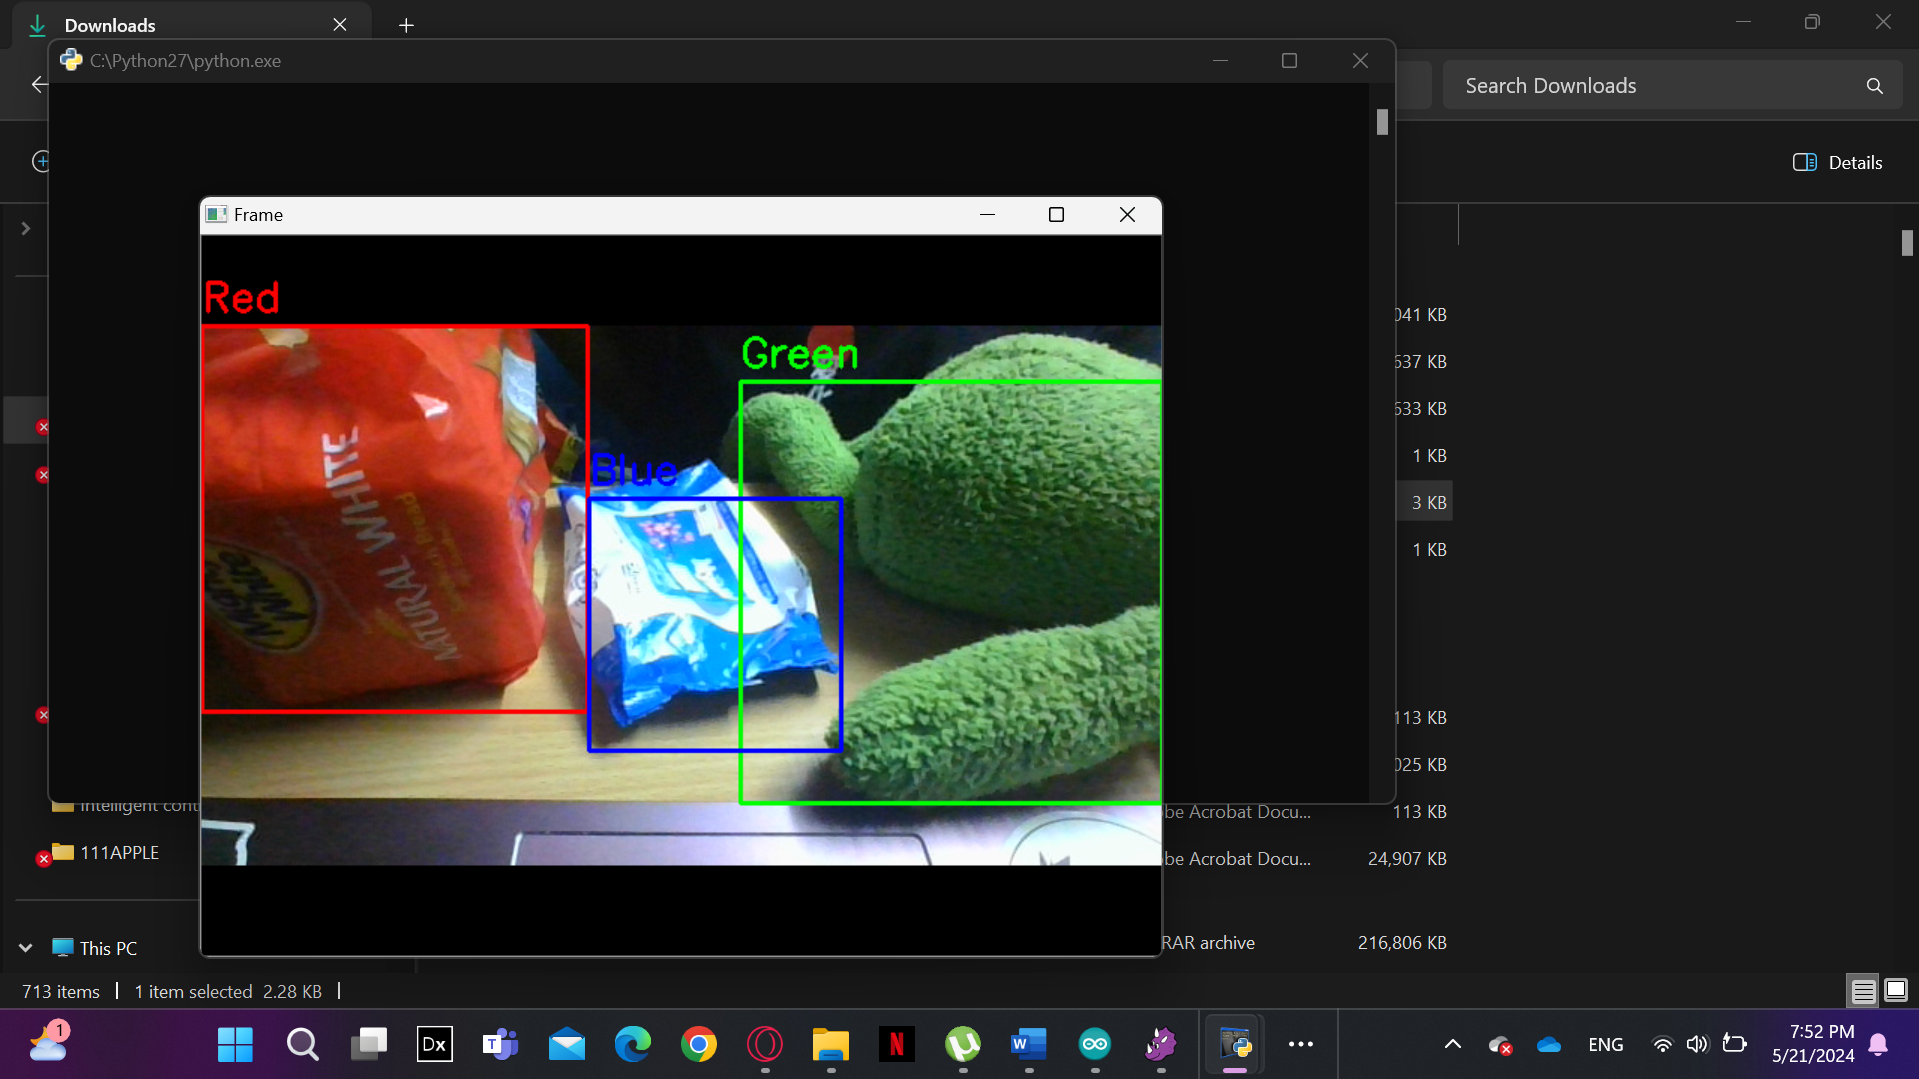 Downloads
C:\Python27\python.exe
Search Downloads
Details
Frame
Red
Green
Blue
NATURAL WHITE
041 KB
637 KB
633 KB
1 KB
3 KB
1 KB
113 KB
025 KB
Intelligent cont
be Acrobat Docu... 113 KB
111APPLE
be Acrobat Docu... 24,907 KB
This PC
RAR archive 216,806 KB
713 items
1 item selected 2.28 KB
1
Dx
T
N
W
ENG
7:52 PM
5/21/2024